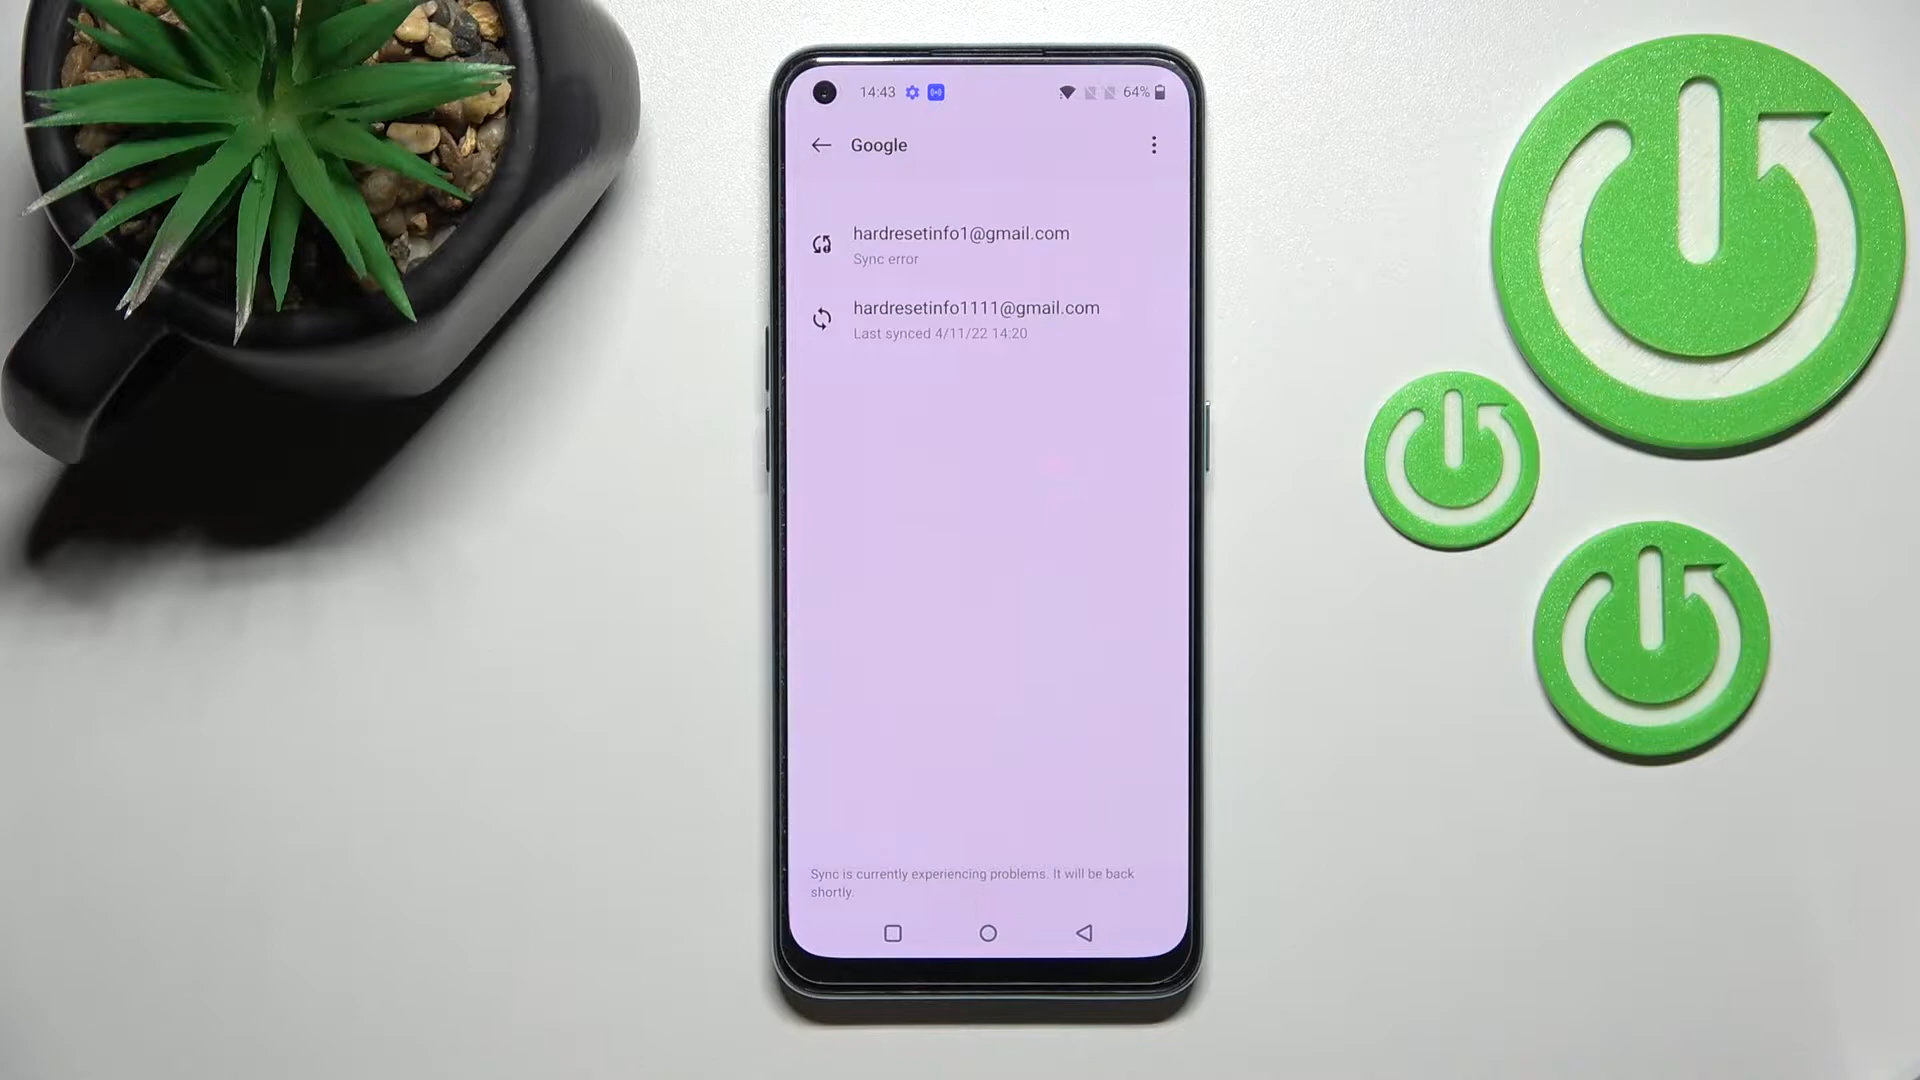 14:43 64%
Google
hardresetinfo1@gmail.com
Sync error
hardresetinfo1111@gmail.com
Last synced 4/11/22 14:20
Sync is currently experiencing problems. It will be back
shortly.